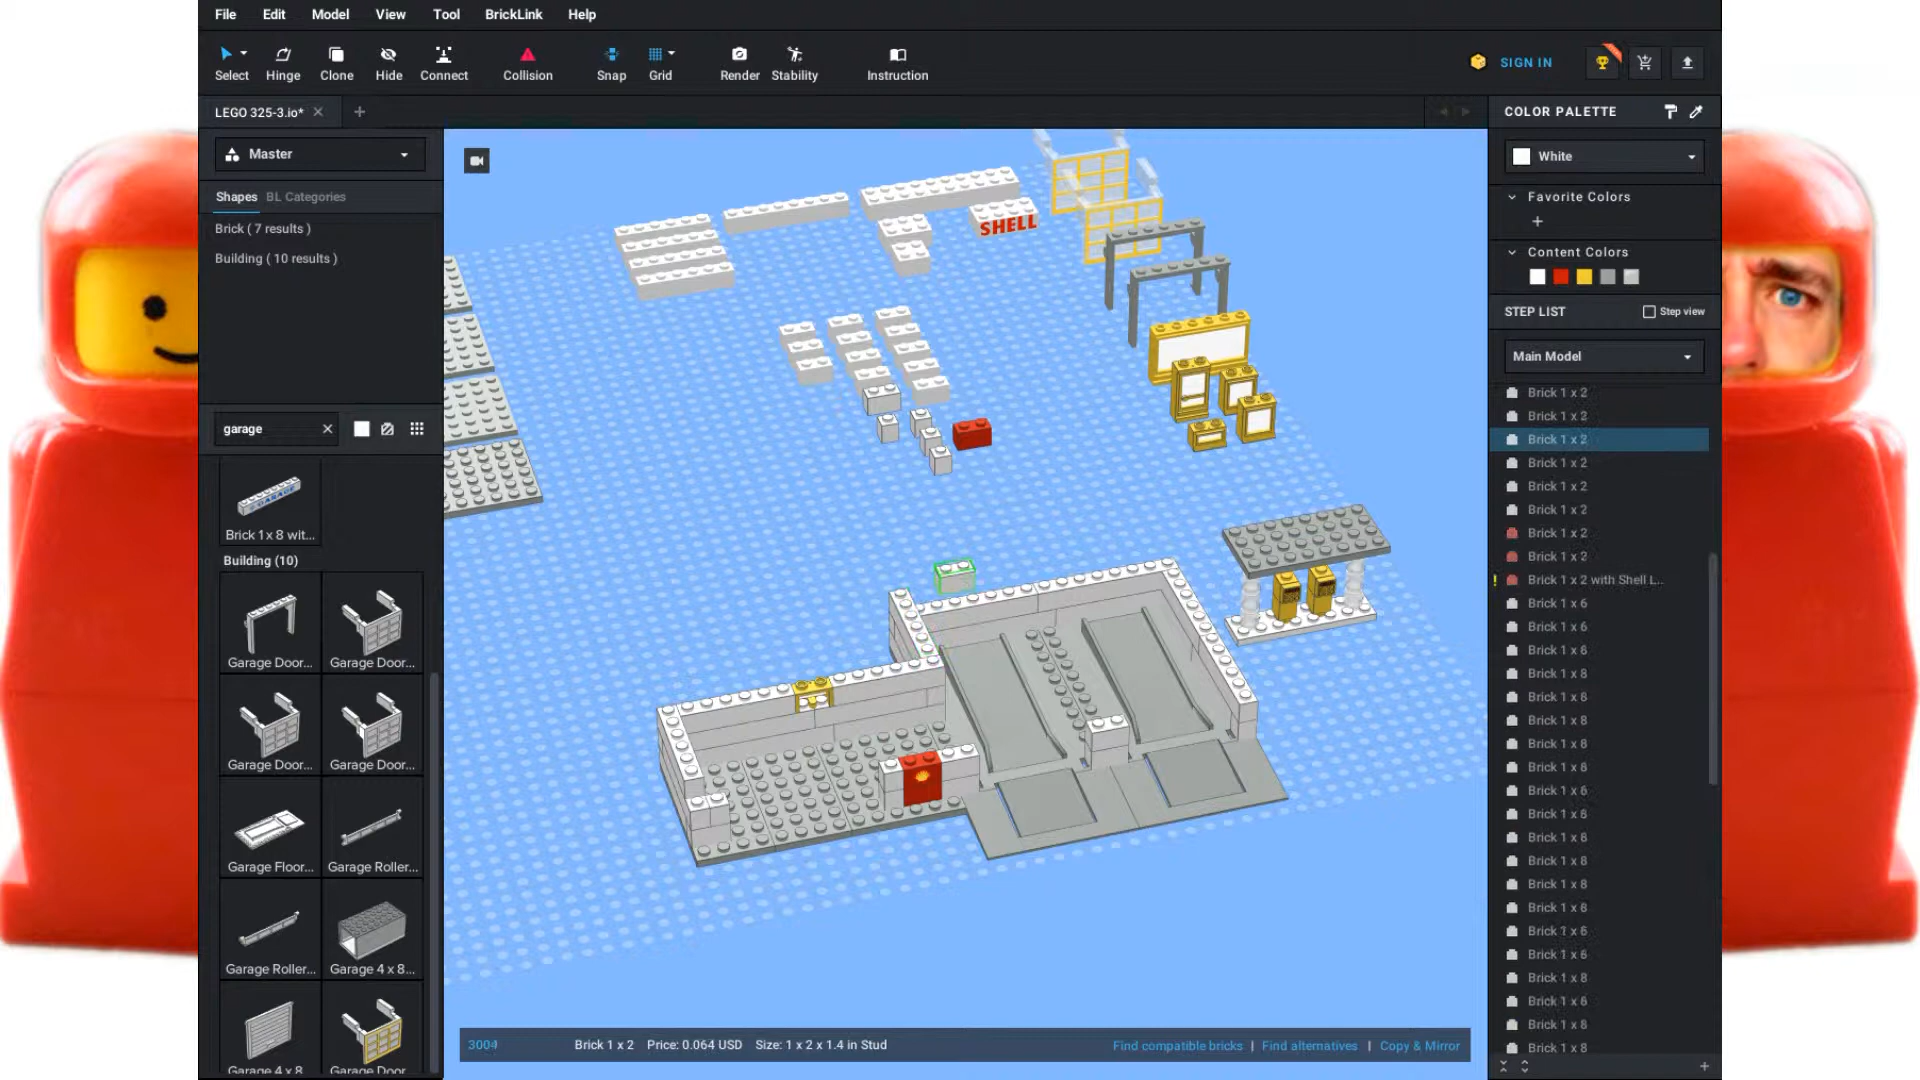 File Edit Model View Tool BrickLink Help
Select Hinge Clone Hide Connect Collision Snap Grid Render Stability Instruction SIGN IN
LEGO 325-3.io*
Master
Shapes BL Categories
Brick ( 7 results )
Building ( 10 results )
garage
Brick 1 x 8 wit...
Building (10)
Garage Door... Garage Door...
Garage Door... Garage Door...
Garage Floor... Garage Roller...
Garage Roller... Garage 4 x 8...
Garage 4 x 8 Garage Door
SHELL
3004 Brick 1 x 2 Price: 0.064 USD Size: 1 x 2 x 1.4 in Stud Find compatible bricks | Find alternatives | Copy & Mirror
COLOR PALETTE
White
Favorite Colors
Content Colors
STEP LIST Step view
Main Model
Brick 1 x 2
Brick 1 x 2
Brick 1 x 2
Brick 1 x 2
Brick 1 x 2
Brick 1 x 2
Brick 1 x 2
Brick 1 x 2
Brick 1 x 2 with Shell L...
Brick 1 x 6
Brick 1 x 6
Brick 1 x 6
Brick 1 x 8
Brick 1 x 8
Brick 1 x 8
Brick 1 x 8
Brick 1 x 8
Brick 1 x 6
Brick 1 x 8
Brick 1 x 8
Brick 1 x 8
Brick 1 x 8
Brick 1 x 8
Brick 1 x 6
Brick 1 x 6
Brick 1 x 8
Brick 1 x 6
Brick 1 x 8
Brick 1 x 8